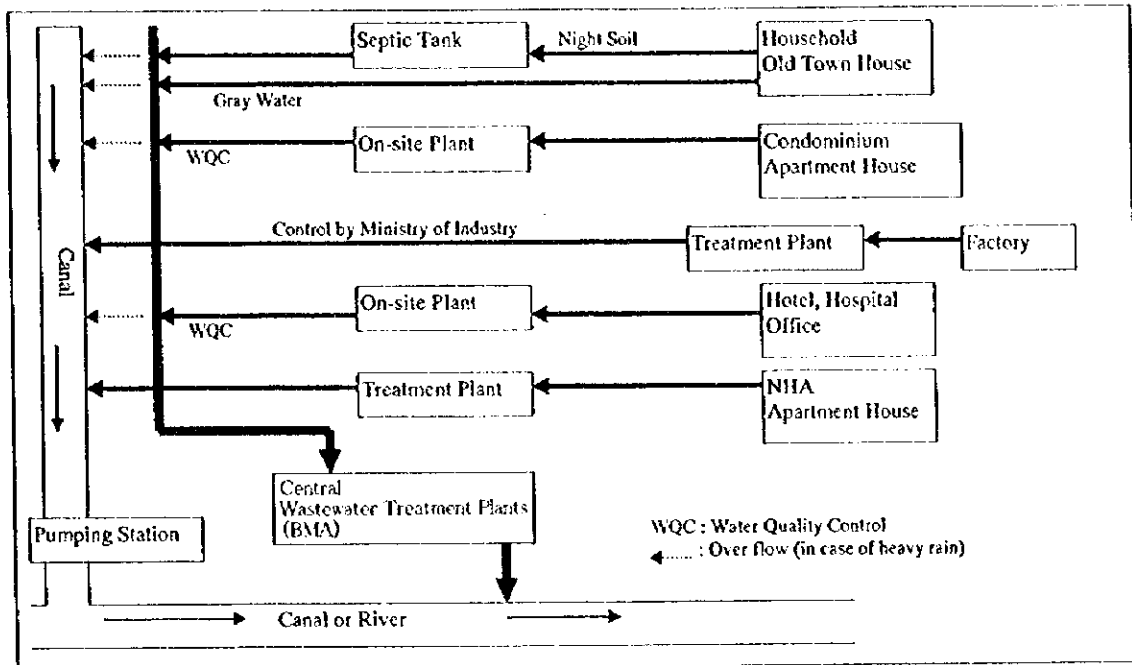 Septic Tank
Night Soil
Household
Old Town House
Gray Water
WQC
On-site Plant
Condominium
Apartment House
Control by Ministry of Industry
Treatment Plant
Factory
Canal
WQC
On-site Plant
Hotel, Hospital
Office
Treatment Plant
NHA
Apartment House
Central
Wastewater Treatment Plants
(BMA)
Pumping Station
WQC : Water Quality Control
: Over flow (in case of heavy rain)
Canal or River